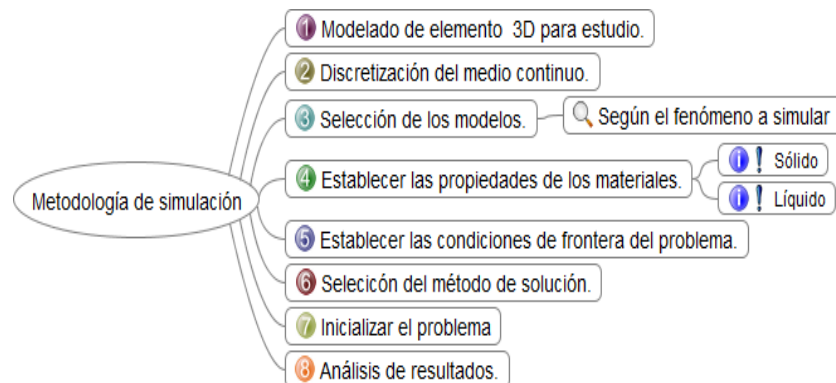 1 Modelado de elemento 3D para estudio.
2 Discretización del medio continuo.
3 Selección de los modelos.
Según el fenómeno a simular
4 Establecer las propiedades de los materiales.
i ! Sólido
i ! Líquido
Metodología de simulación
5 Establecer las condiciones de frontera del problema.
6 Selecicón del método de solución.
7 Inicializar el problema
8 Análisis de resultados.